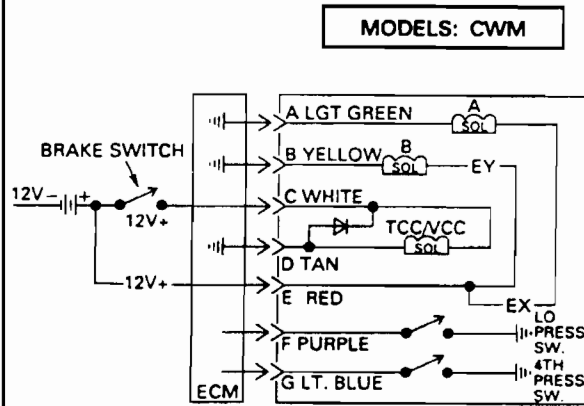 MODELS: CWM
A LGT GREEN
A
SOL
BRAKE SWITCH
B YELLOW
B
SOL
EY
12V-
+
12V+
C WHITE
TCC/VCC
SOL
D TAN
12V+
E RED
EX
F PURPLE
LO
PRESS
SW.
G LT. BLUE
4TH
PRESS
SW.
ECM